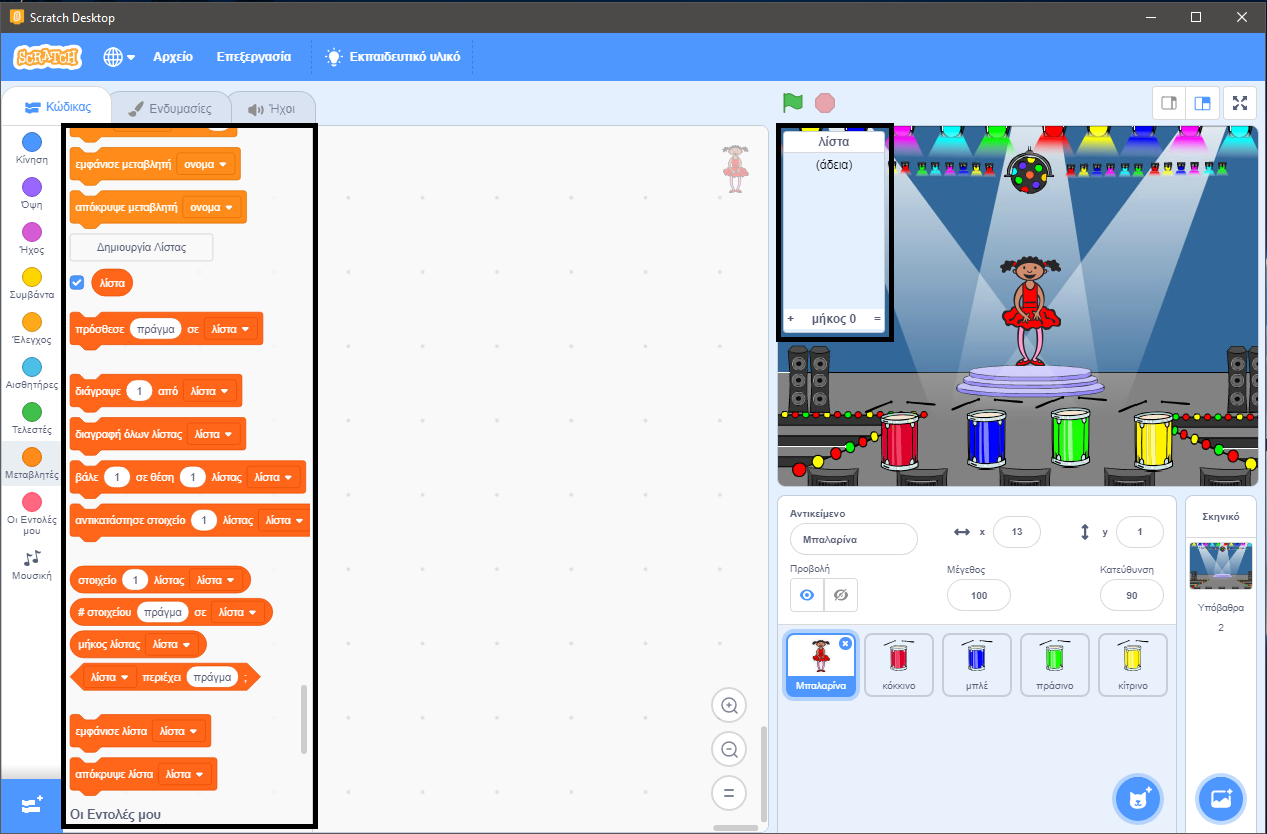 Scratch Desktop
SCRATCH
Αρχείο
Επεξεργασία
Εκπαιδευτικό υλικό
Κώδικας
Ενδυμασίες
Ήχοι
Κίνηση
Όψη
Ήχος
Συμβάντα
Έλεγχος
Αισθητήρες
Τελεστές
Μεταβλητές
Οι Εντολές
μου
Μουσική
εμφάνισε μεταβλητή ονομα
απόκρυψε μεταβλητή ονομα
Δημιουργία Λίστας
λίστα
πρόσθεσε πράγμα σε λίστα
διάγραψε 1 από λίστα
διαγραφή όλων λίστας λίστα
βάλε 1 σε θέση 1 λίστας λίστα
αντικατάστησε στοιχείο 1 λίστας λίστα
στοιχείο 1 λίστας λίστα
# στοιχείου πράγμα σε λίστα
μήκος λίστας λίστα
λίστα περιέχει πράγμα ;
εμφάνισε λίστα λίστα
απόκρυψε λίστα λίστα
Οι Εντολές μου
λίστα
(άδεια)
+ μήκος 0 =
Αντικείμενο
Μπαλαρίνα
x 13
y 1
Προβολή
Μέγεθος
100
Κατεύθυνση
90
Μπαλαρίνα
κόκκινο
μπλέ
πράσινο
κίτρινο
Σκηνικό
Υπόβαθρα
2